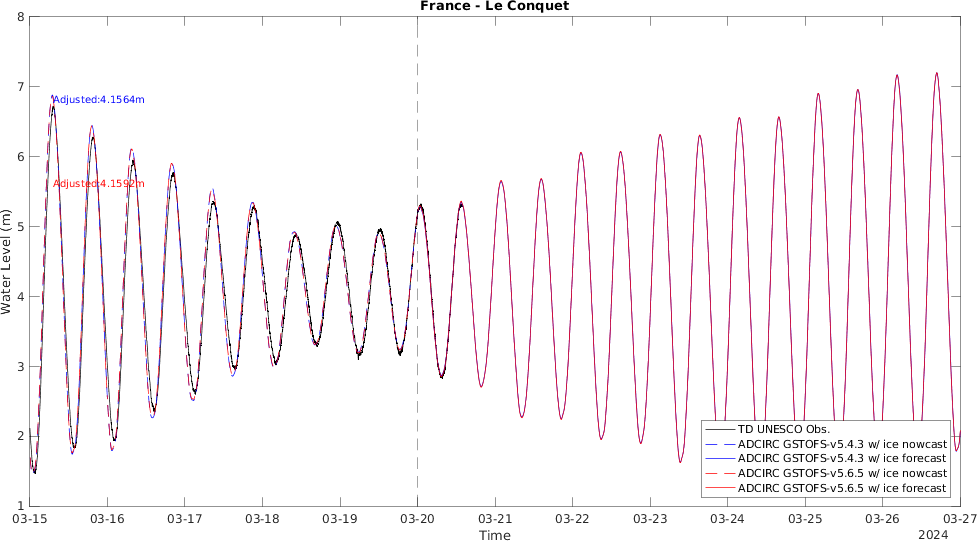 France - Le Conquet
8
7
6
5
4
3
2
1
Water Level (m)
Adjusted:4.1564m
Adjusted:4.1592m
TD UNESCO Obs.
ADCIRC GSTOFS-v5.4.3 w/ ice nowcast
ADCIRC GSTOFS-v5.4.3 w/ ice forecast
ADCIRC GSTOFS-v5.6.5 w/ ice nowcast
ADCIRC GSTOFS-v5.6.5 w/ ice forecast
03-15 03-16 03-17 03-18 03-19 03-20 03-21 03-22 03-23 03-24 03-25 03-26 03-27
Time
2024